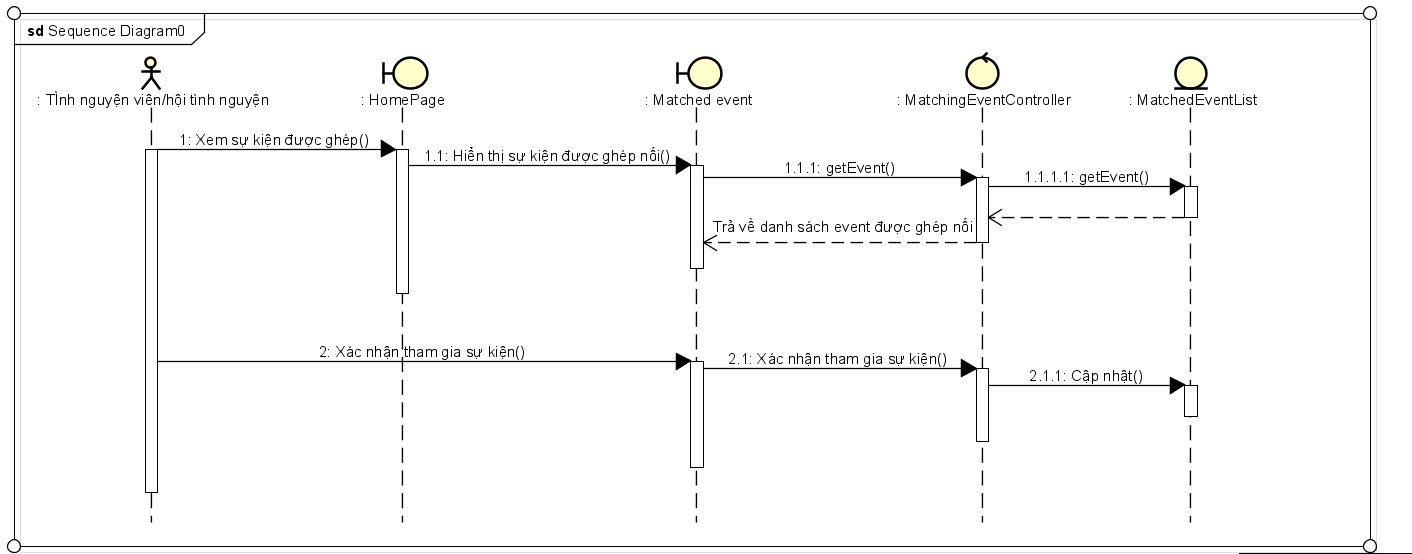 sd Sequence Diagram0
: TÌnh nguyện viên/hội tình nguyện
: HomePage
: Matched event
: MatchingEventController
: MatchedEventList
1: Xem sự kiện được ghép()
1.1: Hiển thị sự kiện được ghép nối()
1.1.1: getEvent()
1.1.1.1: getEvent()
Trả về danh sách event được ghép nối
2: Xác nhận tham gia sự kiện()
2.1: Xác nhận tham gia sự kiện()
2.1.1: Cập nhật()